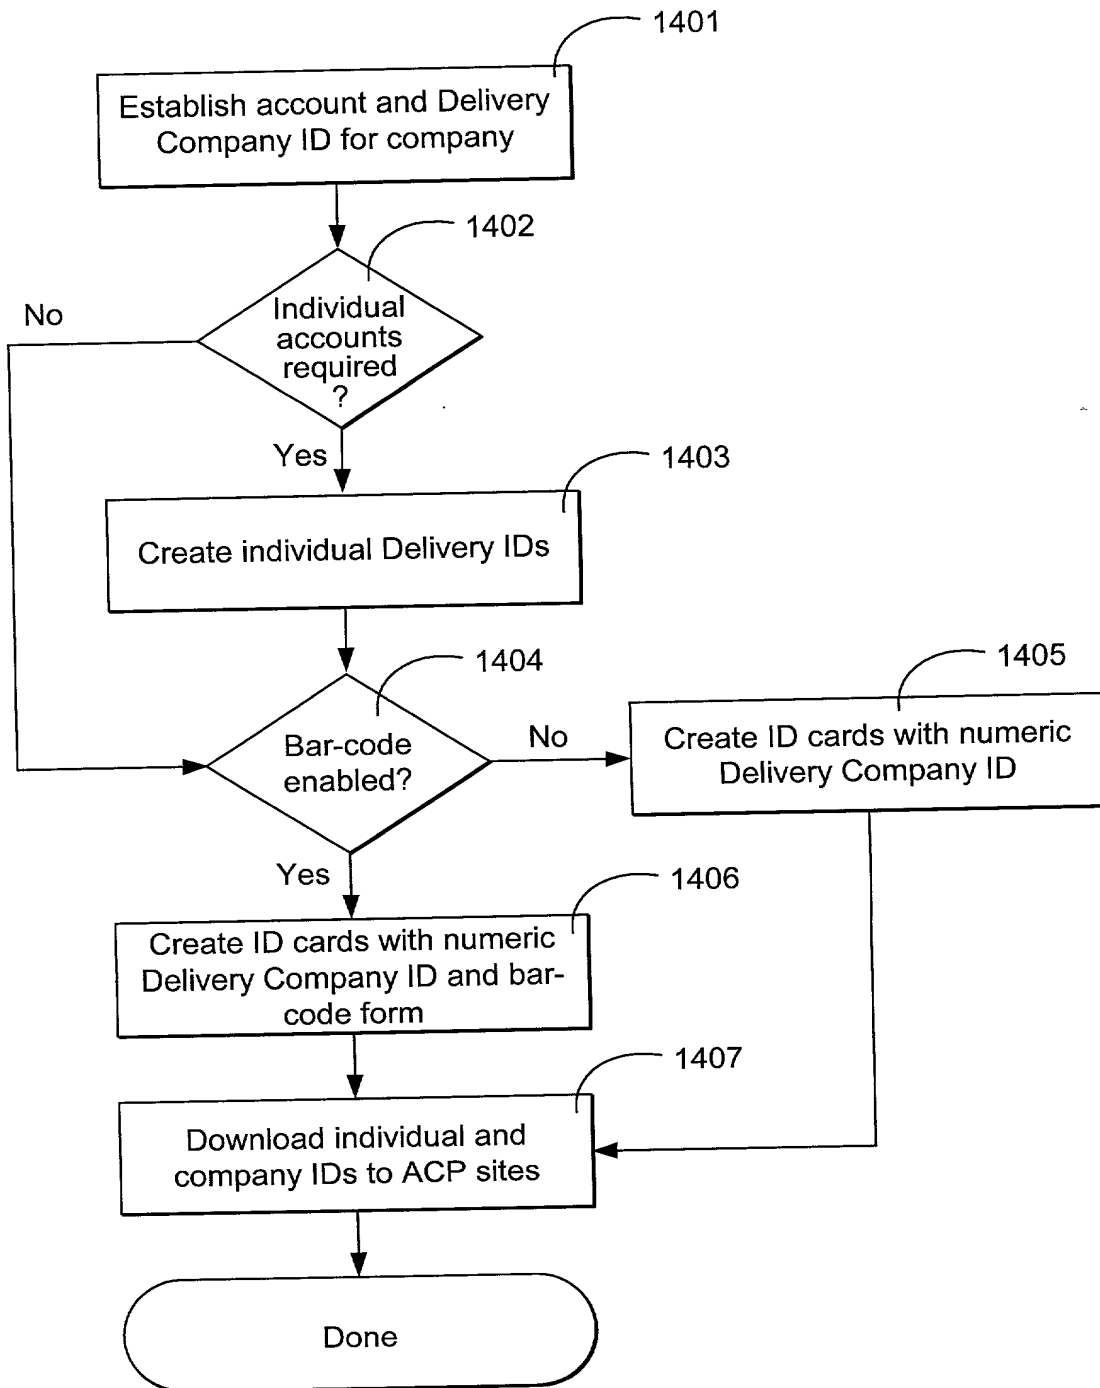 1401
Establish account and Delivery
Company ID for company
1402
No
Individual
accounts
required
?
Yes
1403
Create individual Delivery IDs
1404
1405
Bar-code
enabled?
No
Create ID cards with numeric
Delivery Company ID
Yes
1406
Create ID cards with numeric
Delivery Company ID and bar-
code form
1407
Download individual and
company IDs to ACP sites
Done